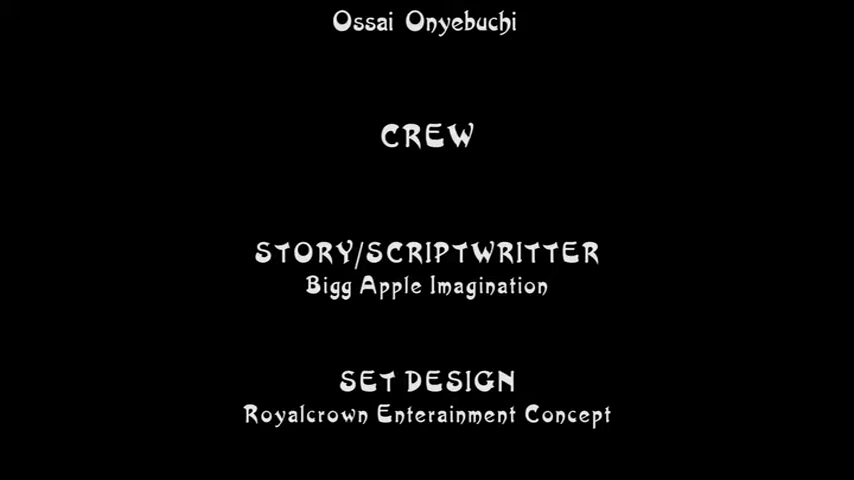 Ossai Onyebuchi
CREW
STORY/SCRIPTWRITTER
Bigg Apple Imagination
SET DESIGN
Royalcrown Enterainment Concept